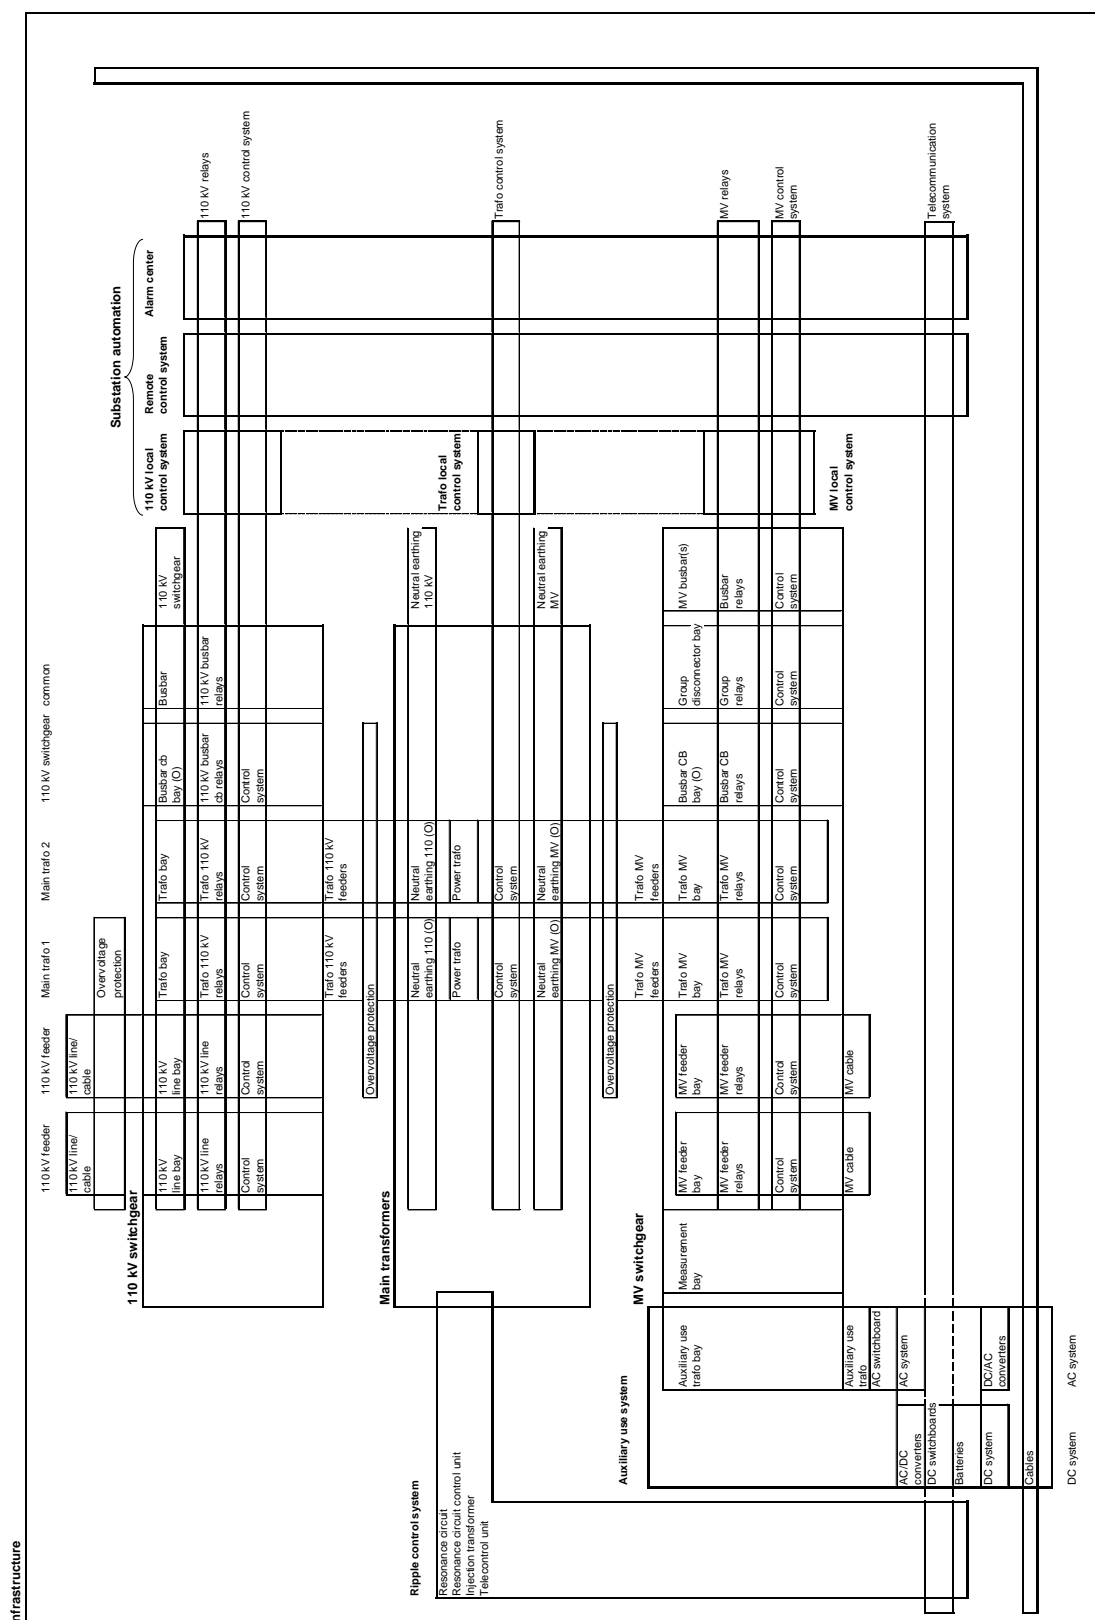 nfrastructure
110 kV feeder
110 kV feeder
Main trafo 1
Main trafo 2
110 kV switchgear common
110 kV line/
cable
110 kV line/
cable
Overvoltage
protection
Substation automation
110 kV switchgear
110 kV local
control system
Remote
control system
Alarm center
110 kV
line bay
110 kV
line bay
Trafo bay
Trafo bay
Busbar cb
bay (O)
Busbar
110 kV
switchgear
110 kV line
relays
110 kV line
relays
Trafo 110 kV
relays
Trafo 110 kV
relays
110 kV busbar
cb relays
110 kV busbar
relays
110 kV relays
Control
system
Control
system
Control
system
Control
system
Control
system
110 kV control system
Trafo 110 kV
feeders
Trafo 110 kV
feeders
Overvoltage protection
Main transformers
Ripple control system
Neutral
earthing 110 (O)
Neutral
earthing 110 (O)
Neutral earthing
110 kV
Resonance circuit
Resonance circuit control unit
Injection transformer
Telecontrol unit
Trafo local
control system
Power trafo
Power trafo
Control
system
Control
system
Trafo control system
Neutral
earthing MV (O)
Neutral
earthing MV (O)
Neutral earthing
MV
Overvoltage protection
Auxiliary use system
MV switchgear
Trafo MV
feeders
Trafo MV
feeders
Auxiliary use
trafo bay
Measurement
bay
MV feeder
bay
MV feeder
bay
Trafo MV
bay
Trafo MV
bay
Busbar CB
bay (O)
Group
disconnector bay
MV busbar(s)
MV feeder
relays
MV feeder
relays
Trafo MV
relays
Trafo MV
relays
Busbar CB
relays
Group
relays
Busbar
relays
MV relays
Control
system
Control
system
Control
system
Control
system
Control
system
Control
system
Control
system
MV control
system
MV local
control system
Auxiliary use
trafo
MV cable
MV cable
AC switchboard
AC/DC
converters
AC system
DC switchboards
Telecommunication
system
Batteries
DC system
DC/AC
converters
Cables
DC system
AC system